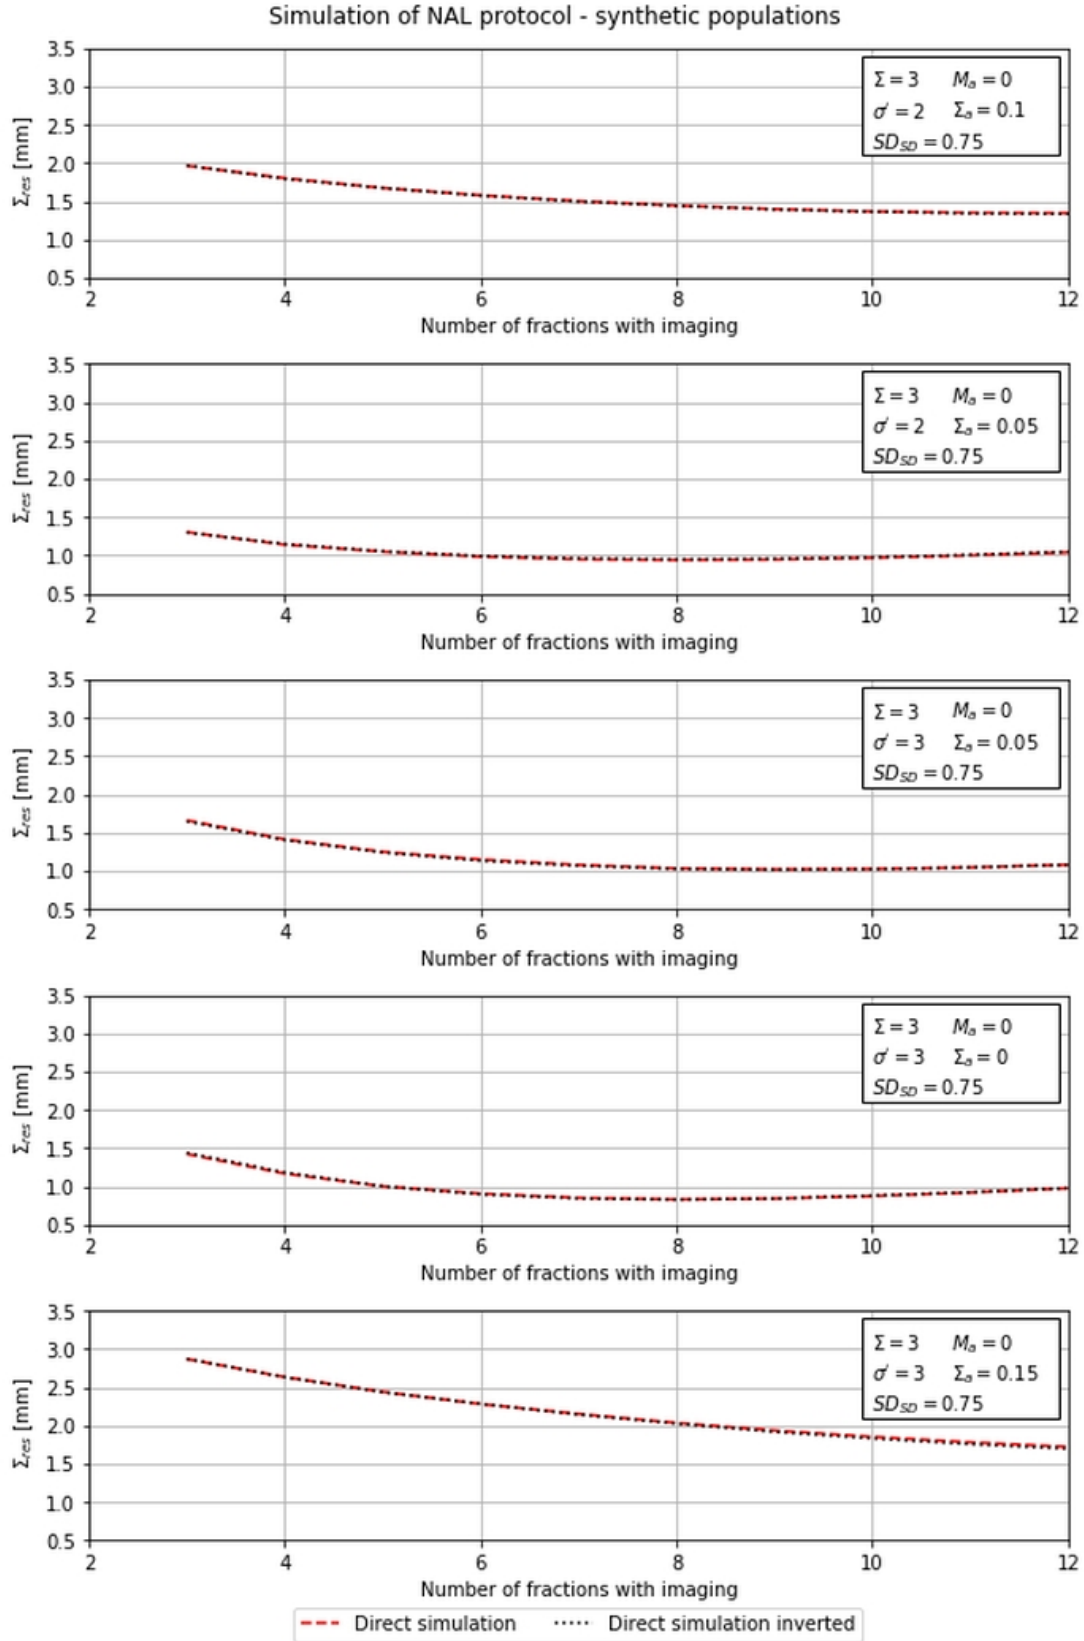 Simulation of NAL protocol - synthetic populations
3.5
3.0
2.5
2.0
1.5
1.0
0.5
Σres [mm]
Σ = 3 Ma = 0
σ' = 2 Σa = 0.1
SDSD = 0.75
2 4 6 8 10 12
Number of fractions with imaging
3.5
3.0
2.5
2.0
1.5
1.0
0.5
Σres [mm]
Σ = 3 Ma = 0
σ' = 2 Σa = 0.05
SDSD = 0.75
2 4 6 8 10 12
Number of fractions with imaging
3.5
3.0
2.5
2.0
1.5
1.0
0.5
Σres [mm]
Σ = 3 Ma = 0
σ' = 3 Σa = 0.05
SDSD = 0.75
2 4 6 8 10 12
Number of fractions with imaging
3.5
3.0
2.5
2.0
1.5
1.0
0.5
Σres [mm]
Σ = 3 Ma = 0
σ' = 3 Σa = 0
SDSD = 0.75
2 4 6 8 10 12
Number of fractions with imaging
3.5
3.0
2.5
2.0
1.5
1.0
0.5
Σres [mm]
Σ = 3 Ma = 0
σ' = 3 Σa = 0.15
SDSD = 0.75
2 4 6 8 10 12
Number of fractions with imaging
Direct simulation Direct simulation inverted